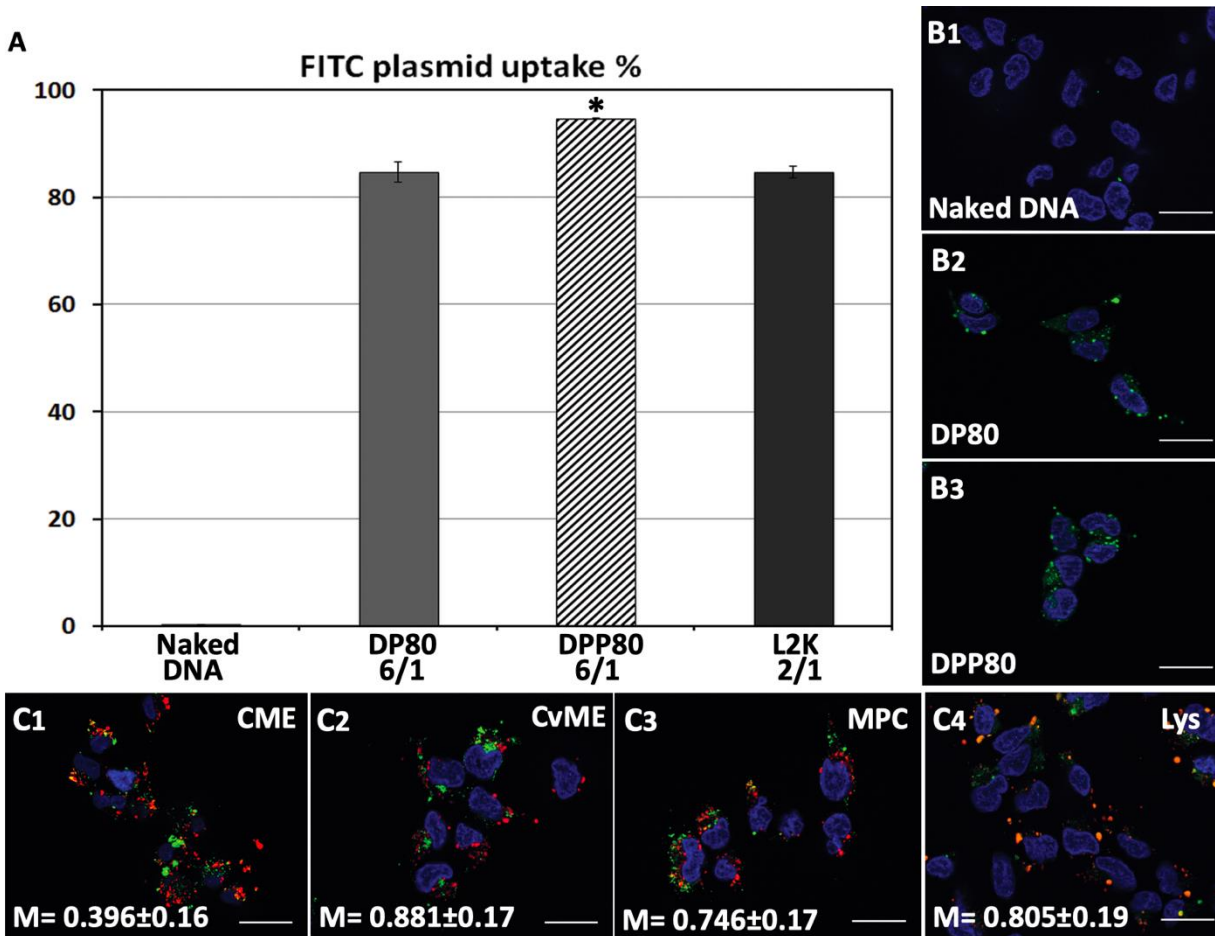 A
FITC plasmid uptake %
100
80
60
40
20
0
*
Naked DNA
DP80 6/1
DPP80 6/1
L2K 2/1
B1
Naked DNA
B2
DP80
B3
DPP80
C1
CME
M= 0.396±0.16
C2
CvME
M= 0.881±0.17
C3
MPC
M= 0.746±0.17
C4
Lys
M= 0.805±0.19